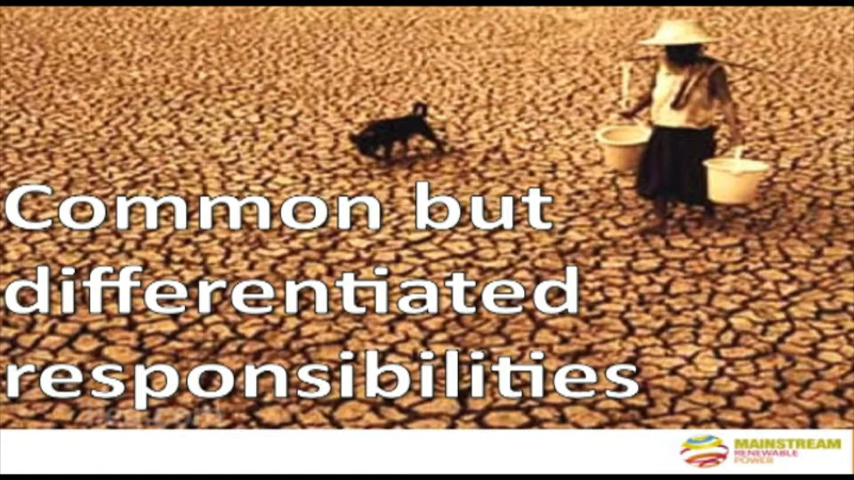 Common but
differentiated
responsibilities
MAINSTREAM
RENEWABLE
POWER